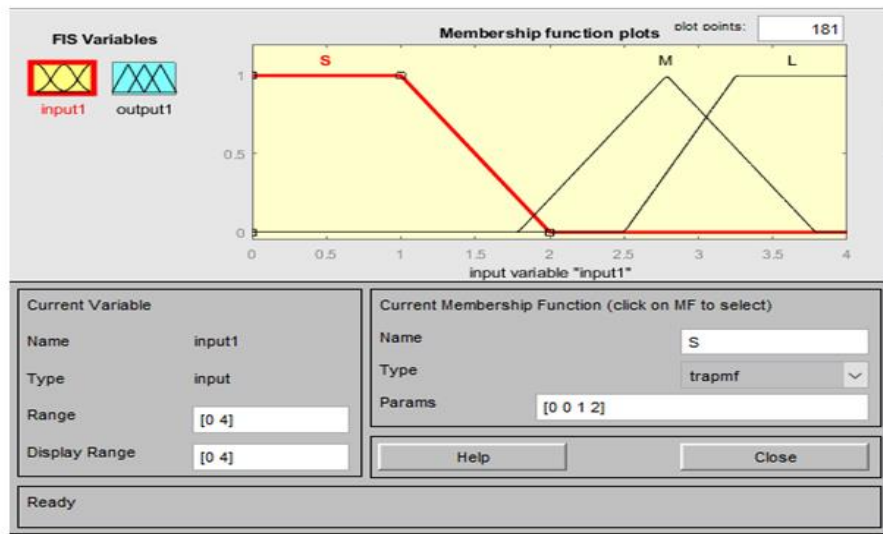 FIS Variables
Membership function plots
plot points:
181
input1
output1
S
M
L
1
0.5
0
0
0.5
1
1.5
2
2.5
3
3.5
4
input variable "input1"
Current Variable
Name
input1
Type
input
Range
[0 4]
Display Range
[0 4]
Current Membership Function (click on MF to select)
Name
S
Type
trapmf
Params
[0 0 1 2]
Help
Close
Ready